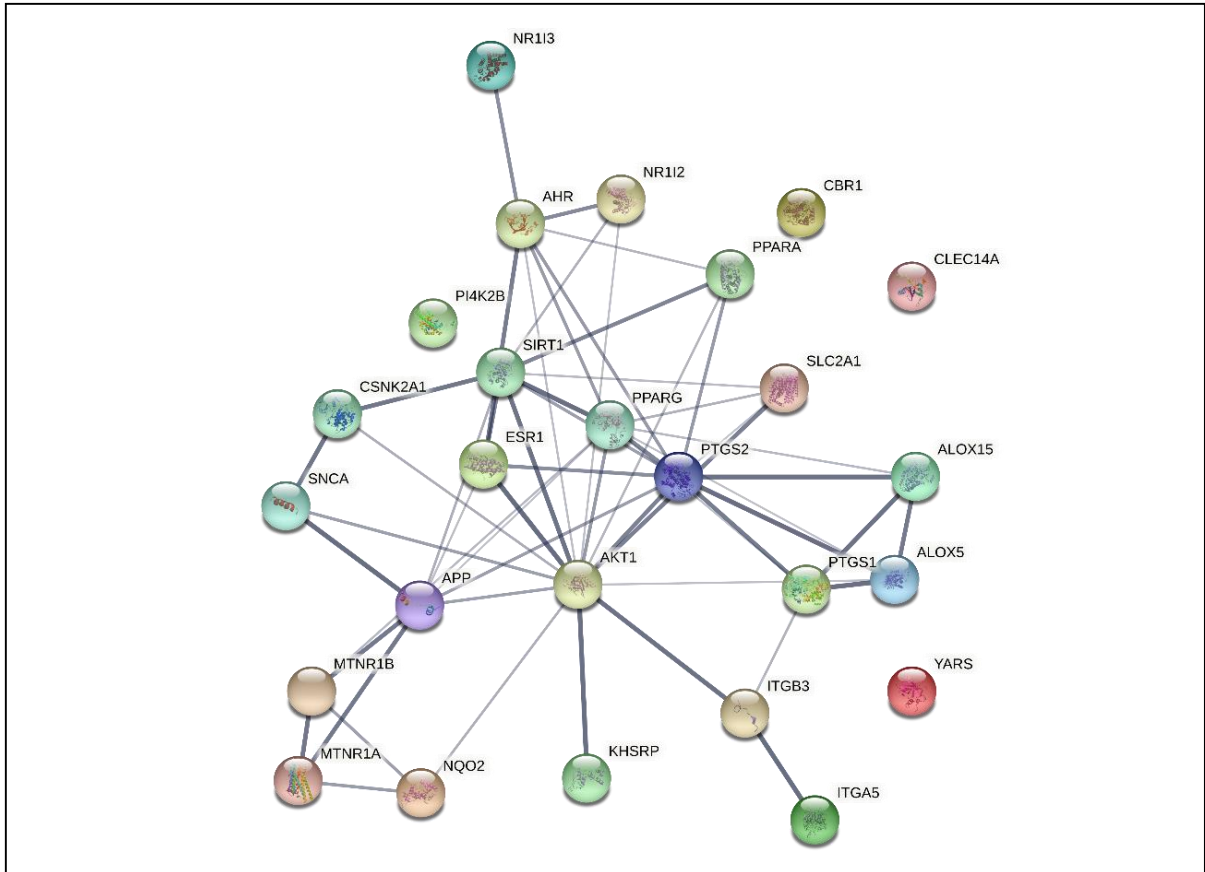 NR1I3
NR1I2
AHR
CBR1
PPARA
CLEC14A
PI4K2B
SIRT1
SLC2A1
CSNK2A1
PPARG
ESR1
PTGS2
ALOX15
SNCA
AKT1
ALOX5
PTGS1
APP
YARS
MTNR1B
ITGB3
MTNR1A
KHSRP
NQO2
ITGA5